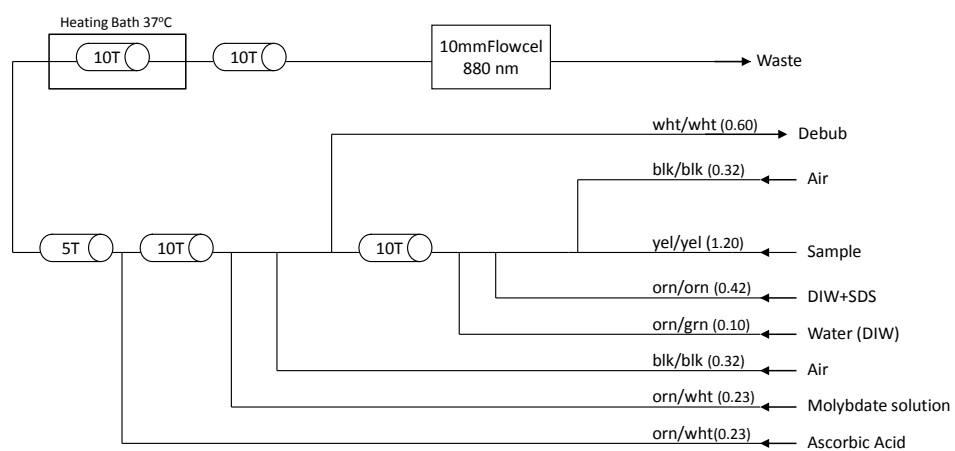 Heating Bath 37°C
10T
10T
10mmFlowcel
880 nm
Waste
wht/wht (0.60)
Debub
blk/blk (0.32)
Air
5T
10T
10T
yel/yel (1.20)
Sample
orn/orn (0.42)
DIW+SDS
orn/grn (0.10)
Water (DIW)
blk/blk (0.32)
Air
orn/wht (0.23)
Molybdate solution
orn/wht(0.23)
Ascorbic Acid